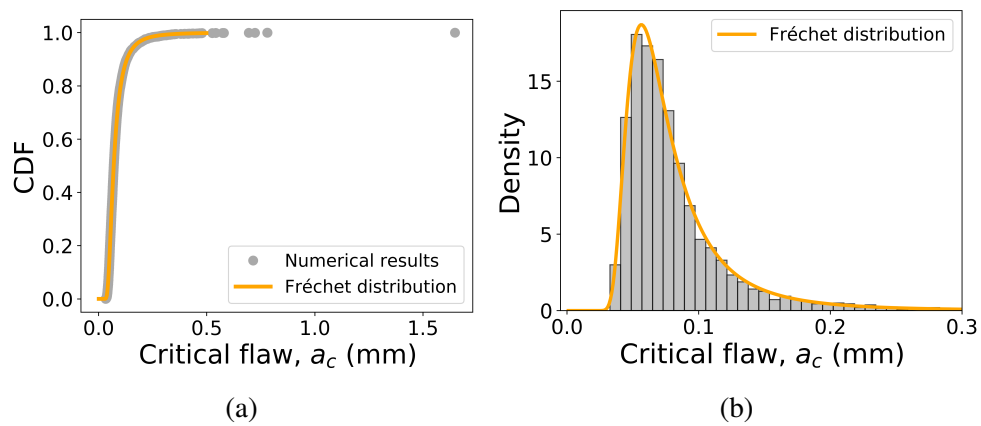 1.0
0.8
0.6
0.4
0.2
0.0
CDF
Numerical results
Fréchet distribution
0.0 0.5 1.0 1.5
Critical flaw, a_c (mm)
(a)
Fréchet distribution
15
10
5
0
Density
0.0 0.1 0.2 0.3
Critical flaw, a_c (mm)
(b)